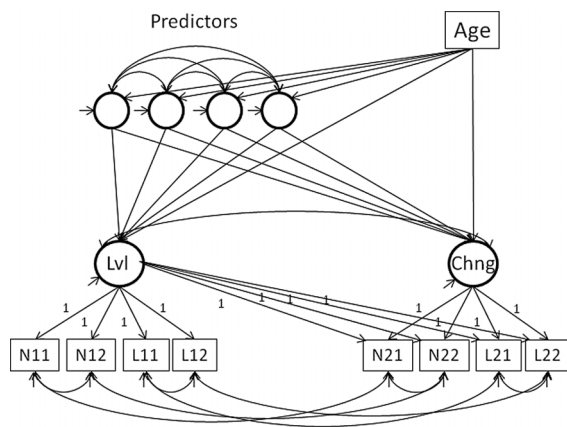 Predictors
Age
Lvl
Chng
1 1 1 1
1 1 1 1
1 1 1 1
N11 N12 L11 L12 N21 N22 L21 L22